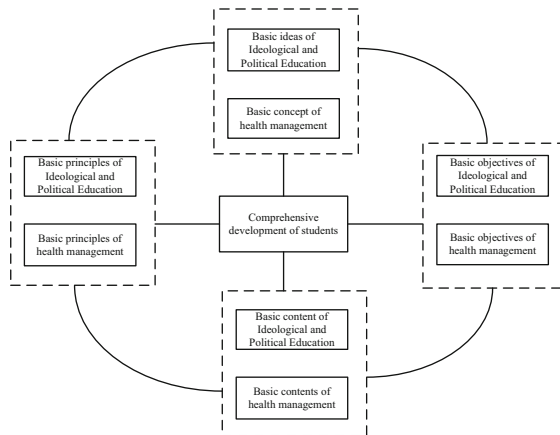 Basic ideas of
Ideological and
Political Education
Basic concept of
health management
Basic principles of
Ideological and
Political Education
Basic principles of
health management
Comprehensive
development of students
Basic objectives of
Ideological and
Political Education
Basic objectives of
health management
Basic content of
Ideological and
Political Education
Basic contents of
health management